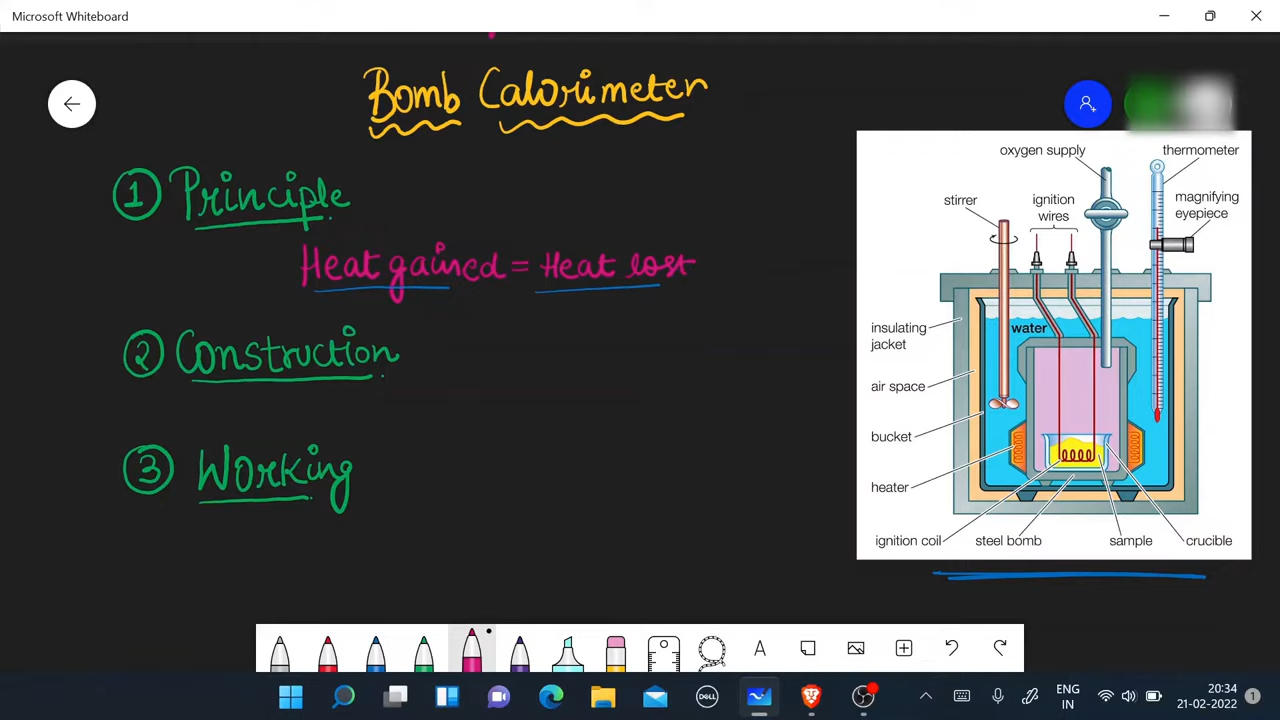 Microsoft Whiteboard
Bomb Calorimeter
① Principle
Heat gained = Heat lost
② Construction
③ Working
oxygen supply
thermometer
stirrer
ignition wires
magnifying eyepiece
water
insulating jacket
air space
bucket
heater
ignition coil
steel bomb
sample
crucible
A
DELL
ENG
IN
20:34
21-02-2022
1